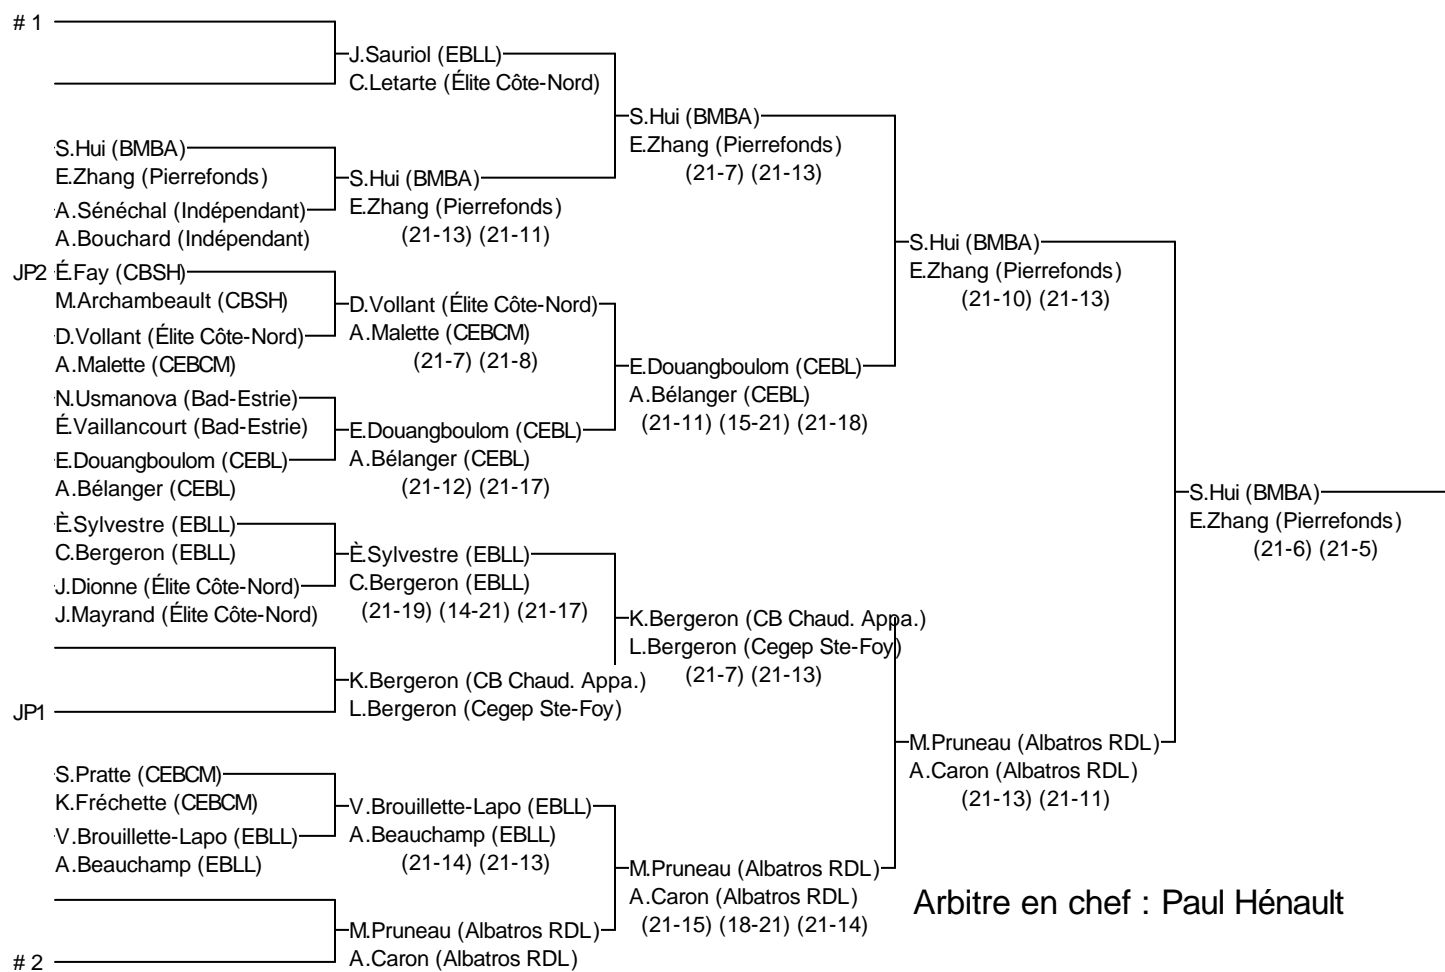 # 1
J.Sauriol (EBLL)
C.Letarte (Élite Côte-Nord)
S.Hui (BMBA)
E.Zhang (Pierrefonds)
(21-7) (21-13)
S.Hui (BMBA)
E.Zhang (Pierrefonds)
S.Hui (BMBA)
E.Zhang (Pierrefonds)
(21-13) (21-11)
A.Sénéchal (Indépendant)
A.Bouchard (Indépendant)
S.Hui (BMBA)
E.Zhang (Pierrefonds)
(21-10) (21-13)
JP2 É.Fay (CBSH)
M.Archambeault (CBSH)
D.Vollant (Élite Côte-Nord)
A.Malette (CEBCM)
(21-7) (21-8)
D.Vollant (Élite Côte-Nord)
A.Malette (CEBCM)
E.Douangboulom (CEBL)
A.Bélanger (CEBL)
(21-11) (15-21) (21-18)
N.Usmanova (Bad-Estrie)
É.Vaillancourt (Bad-Estrie)
E.Douangboulom (CEBL)
A.Bélanger (CEBL)
(21-12) (21-17)
E.Douangboulom (CEBL)
A.Bélanger (CEBL)
S.Hui (BMBA)
E.Zhang (Pierrefonds)
(21-6) (21-5)
È.Sylvestre (EBLL)
C.Bergeron (EBLL)
È.Sylvestre (EBLL)
C.Bergeron (EBLL)
(21-19) (14-21) (21-17)
J.Dionne (Élite Côte-Nord)
J.Mayrand (Élite Côte-Nord)
K.Bergeron (CB Chaud. Appa.)
L.Bergeron (Cegep Ste-Foy)
(21-7) (21-13)
K.Bergeron (CB Chaud. Appa.)
L.Bergeron (Cegep Ste-Foy)
JP1
M.Pruneau (Albatros RDL)
A.Caron (Albatros RDL)
(21-13) (21-11)
S.Pratte (CEBCM)
K.Fréchette (CEBCM)
V.Brouillette-Lapo (EBLL)
A.Beauchamp (EBLL)
(21-14) (21-13)
V.Brouillette-Lapo (EBLL)
A.Beauchamp (EBLL)
M.Pruneau (Albatros RDL)
A.Caron (Albatros RDL)
(21-15) (18-21) (21-14)
Arbitre en chef : Paul Hénault
M.Pruneau (Albatros RDL)
A.Caron (Albatros RDL)
# 2